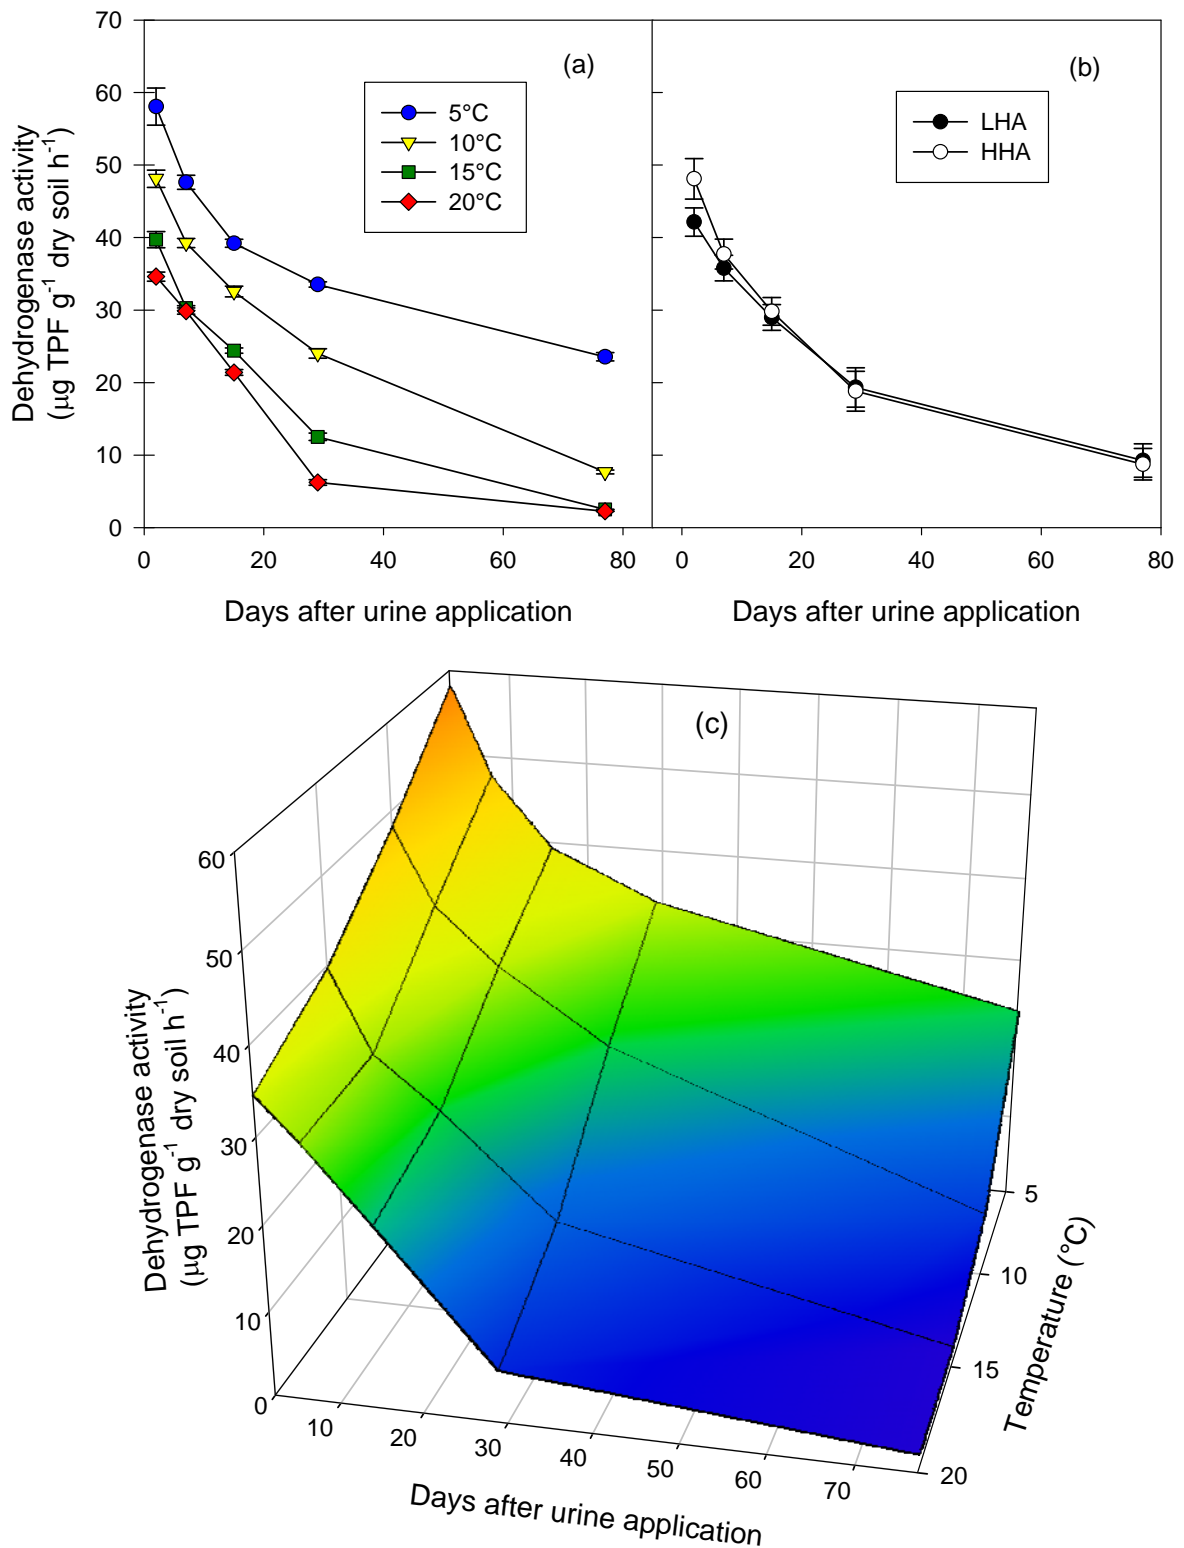 70
60
50
40
30
20
10
0
Dehydrogenase activity
(µg TPF g⁻¹ dry soil h⁻¹)
(a)
5°C
10°C
15°C
20°C
0
20
40
60
80
Days after urine application
(b)
LHA
HHA
0
20
40
60
80
Days after urine application
(c)
60
50
40
30
20
10
0
Dehydrogenase activity
(µg TPF g⁻¹ dry soil h⁻¹)
10
20
30
40
50
60
70
Days after urine application
5
10
15
20
Temperature (°C)